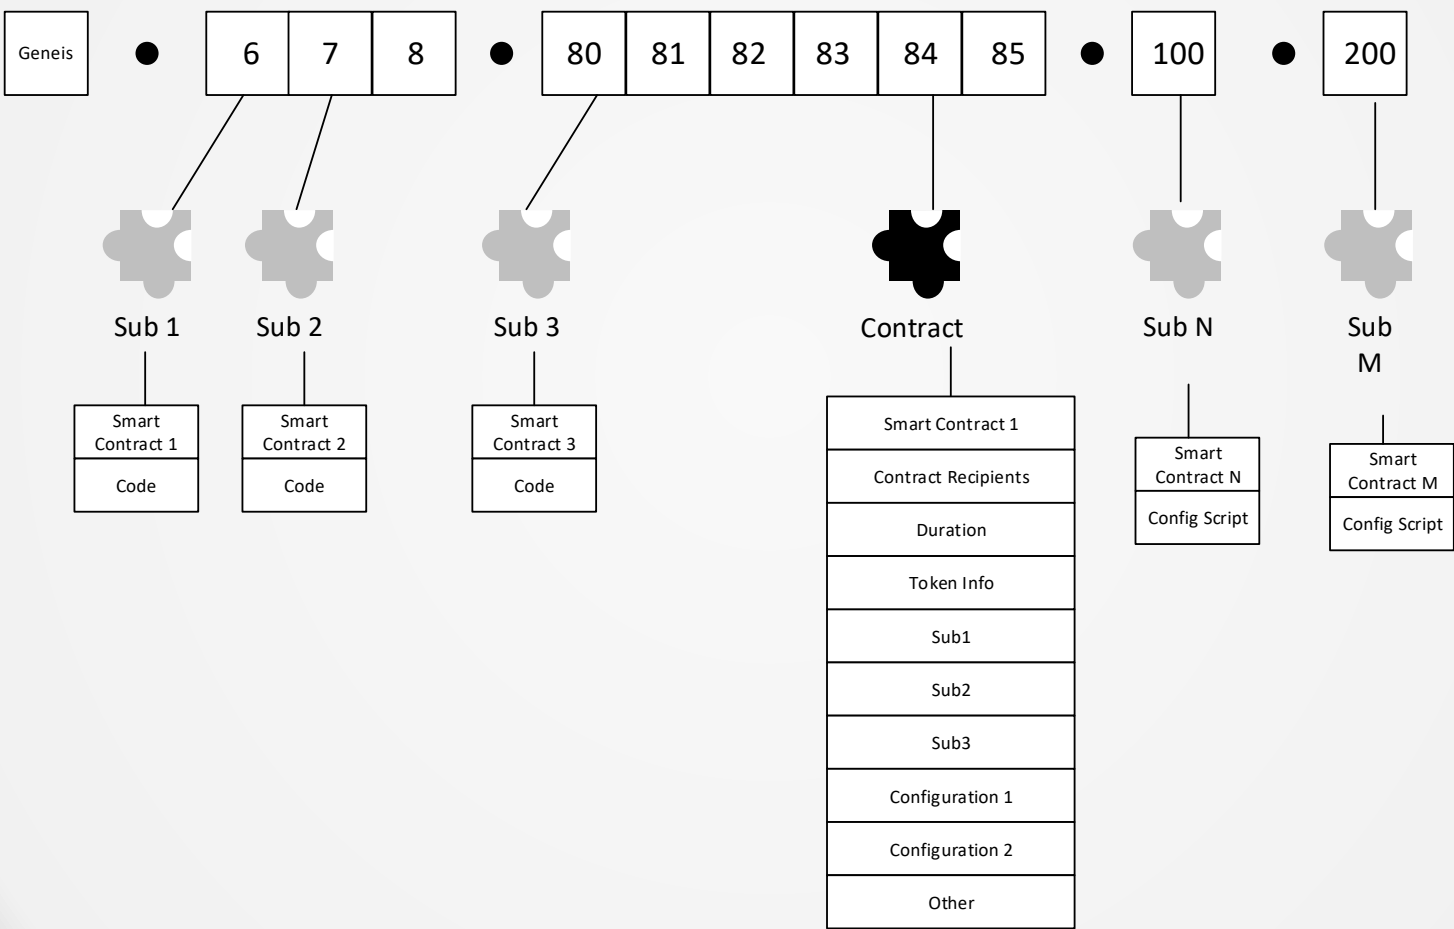 Geneis
6
7
8
80
81
82
83
84
85
100
200
Sub 1
Sub 2
Sub 3
Contract
Sub N
Sub
M
Smart
Contract 1
Code
Smart
Contract 2
Code
Smart
Contract 3
Code
Smart Contract 1
Contract Recipients
Duration
Token Info
Sub1
Sub2
Sub3
Configuration 1
Configuration 2
Other
Smart
Contract N
Config Script
Smart
Contract M
Config Script